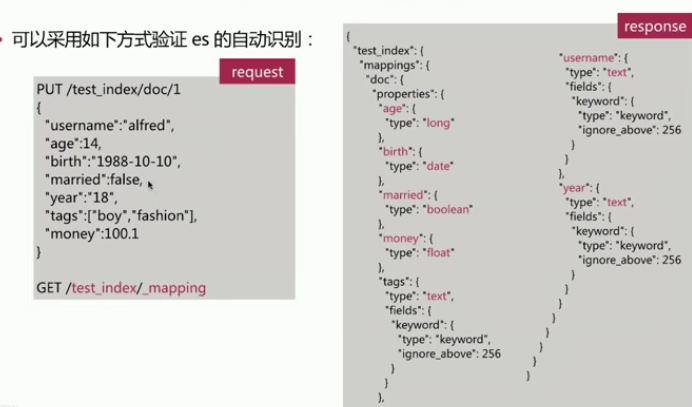 • 可以采用如下方式验证 es 的自动识别：
request
PUT /test_index/doc/1
{
"username":"alfred",
"age":14,
"birth":"1988-10-10",
"married":false,
"year":"18",
"tags":["boy","fashion"],
"money":100.1
}
GET /test_index/_mapping
response
{
"test_index": {
"mappings": {
"doc": {
"properties": {
"age": {
"type": "long"
},
"birth": {
"type": "date"
},
"married": {
"type": "boolean"
},
"money": {
"type": "float"
},
"tags": {
"type": "text",
"fields": {
"keyword": {
"type": "keyword",
"ignore_above": 256
}
}
},
"username": {
"type": "text",
"fields": {
"keyword": {
"type": "keyword",
"ignore_above": 256
}
}
},
"year": {
"type": "text",
"fields": {
"keyword": {
"type": "keyword",
"ignore_above": 256
}
}
}
}
}
}
}
}